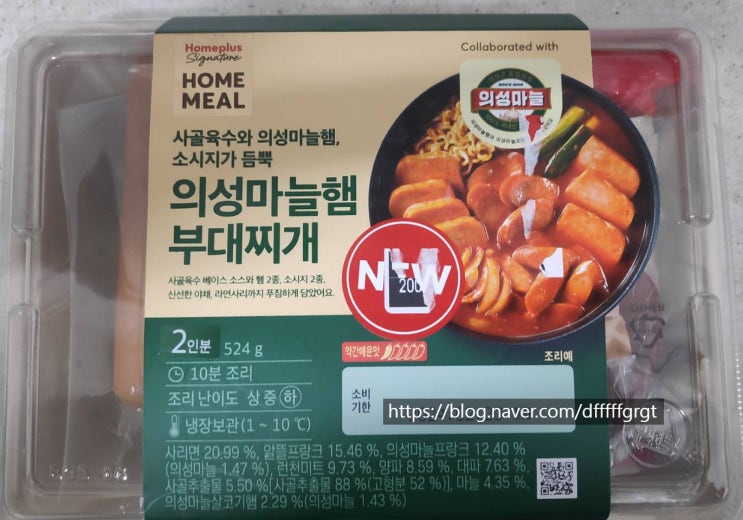 Homeplus
Signature
HOME
MEAL
Collaborated with
SINCE 2006
의성마늘
사골육수와 의성마늘햄,
소시지가 듬뿍
의성마늘햄
부대찌개
사골육수 베이스 소스와 햄 2종, 소시지 2종,
신선한 야채, 라면사리까지 푸짐하게 담았어요.
NEW
200
2인분 524 g
약간매운맛
조리예
10분 조리
조리난이도 상 중 하
냉장보관(1 ~ 10 ℃)
소비
기한
https://blog.naver.com/dfffffgrgt
사리면 20.99 %, 알뜰프랑크 15.46 %, 의성마늘프랑크 12.40 %
(의성마늘 1.47 %), 런천미트 9.73 %, 양파 8.59 %, 대파 7.63 %,
사골추출물 5.50 %[사골추출물 88 %(고형분 52 %)], 마늘 4.35 %,
의성마늘살코기햄 2.29 %(의성마늘 1.43 %)